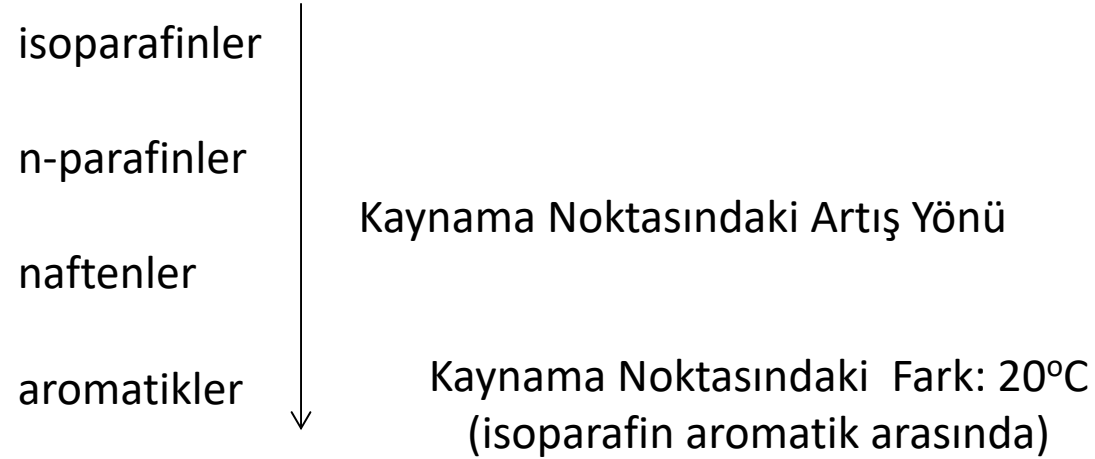 isoparafinler
n-parafinler
Kaynama Noktasındaki Artış Yönü
naftenler
aromatikler
Kaynama Noktasındaki Fark: 20°C
(isoparafin aromatik arasında)